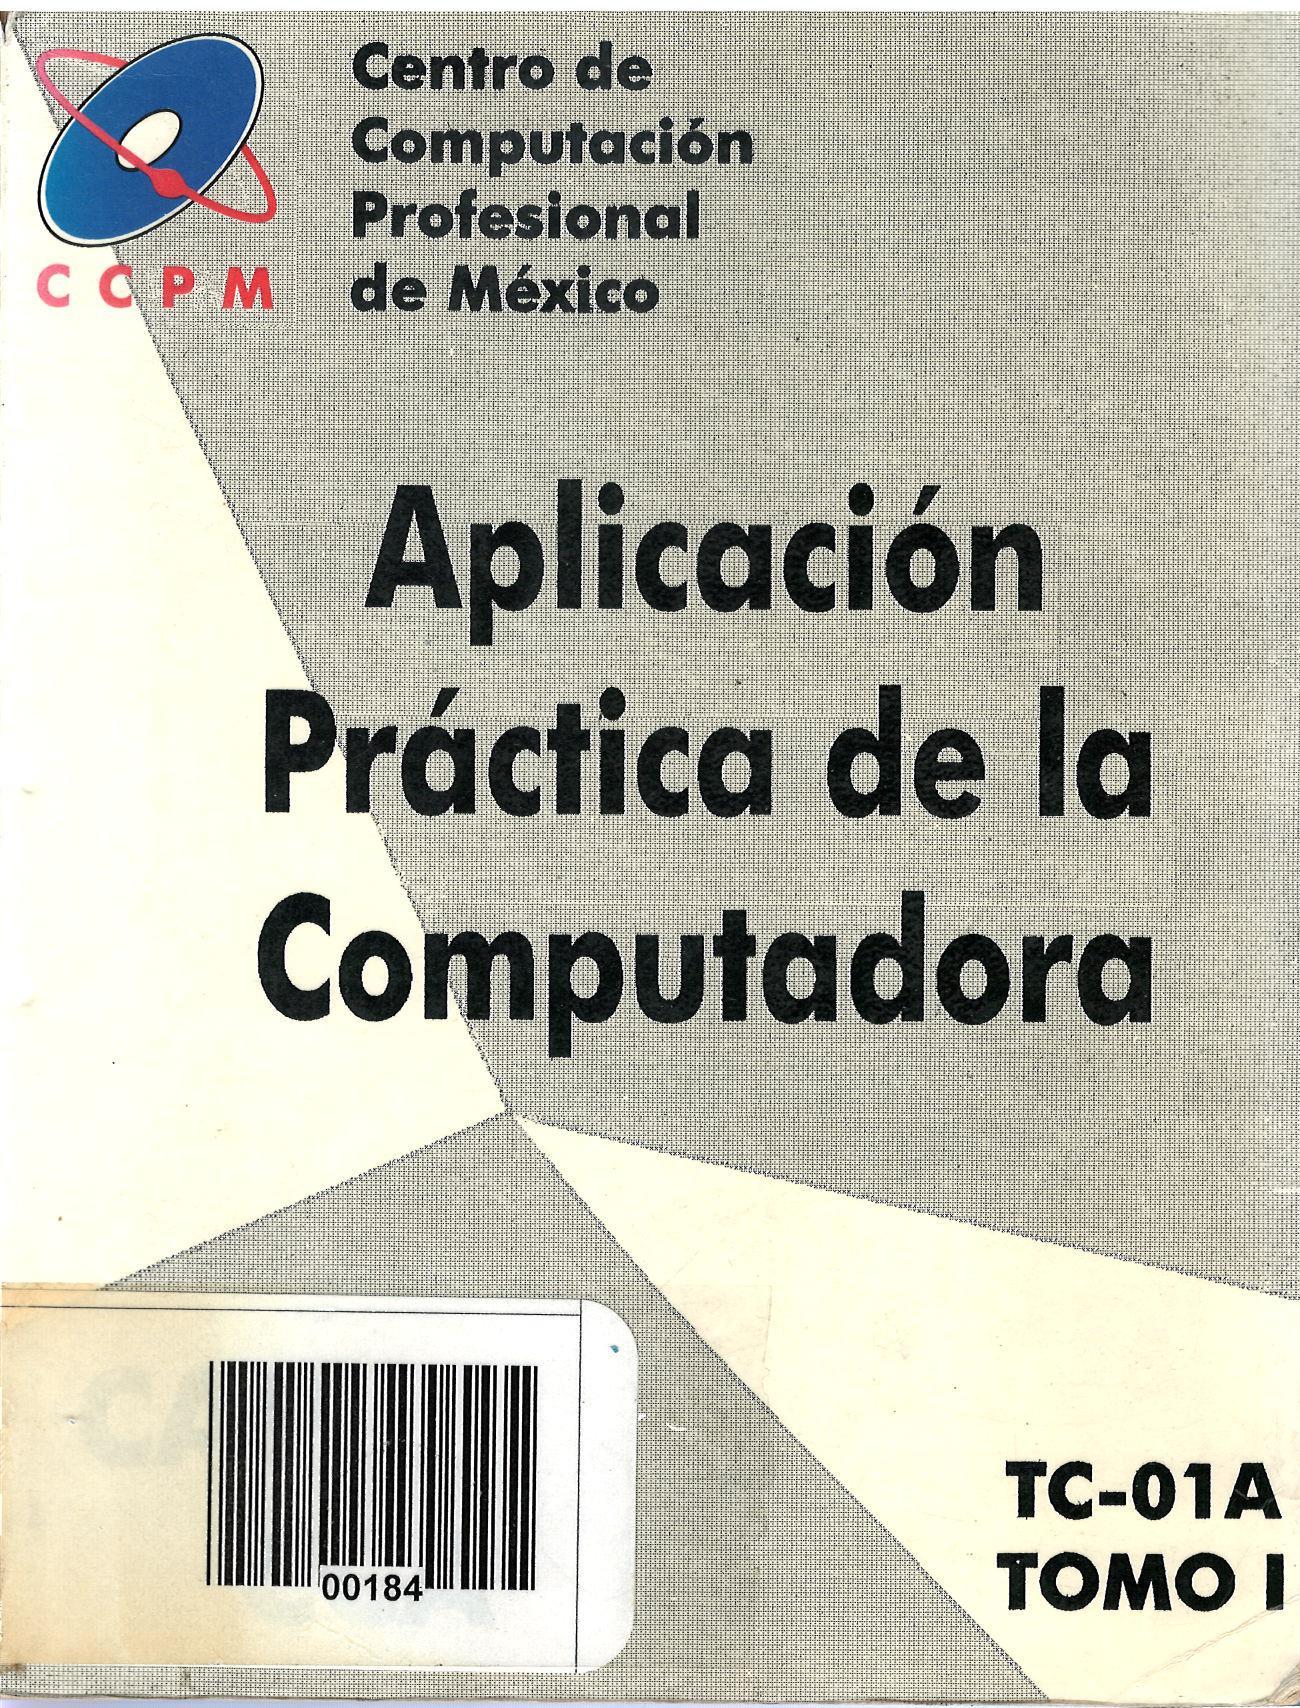 Centro de
Computación
Profesional
de México
CCPM
Aplicación
Práctica de la
Computadora
TC-01A
TOMO I
00184